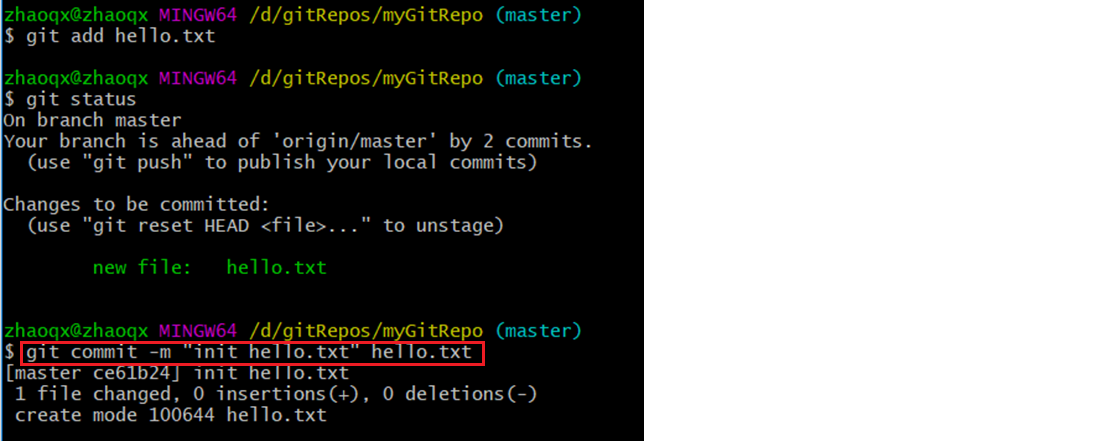 zhaoqx@zhaoqx MINGW64 /d/gitRepos/myGitRepo (master)
$ git add hello.txt
zhaoqx@zhaoqx MINGW64 /d/gitRepos/myGitRepo (master)
$ git status
On branch master
Your branch is ahead of 'origin/master' by 2 commits.
  (use "git push" to publish your local commits)
Changes to be committed:
  (use "git reset HEAD <file>..." to unstage)
        new file:   hello.txt
zhaoqx@zhaoqx MINGW64 /d/gitRepos/myGitRepo (master)
$ git commit -m "init hello.txt" hello.txt
[master ce61b24] init hello.txt
 1 file changed, 0 insertions(+), 0 deletions(-)
 create mode 100644 hello.txt